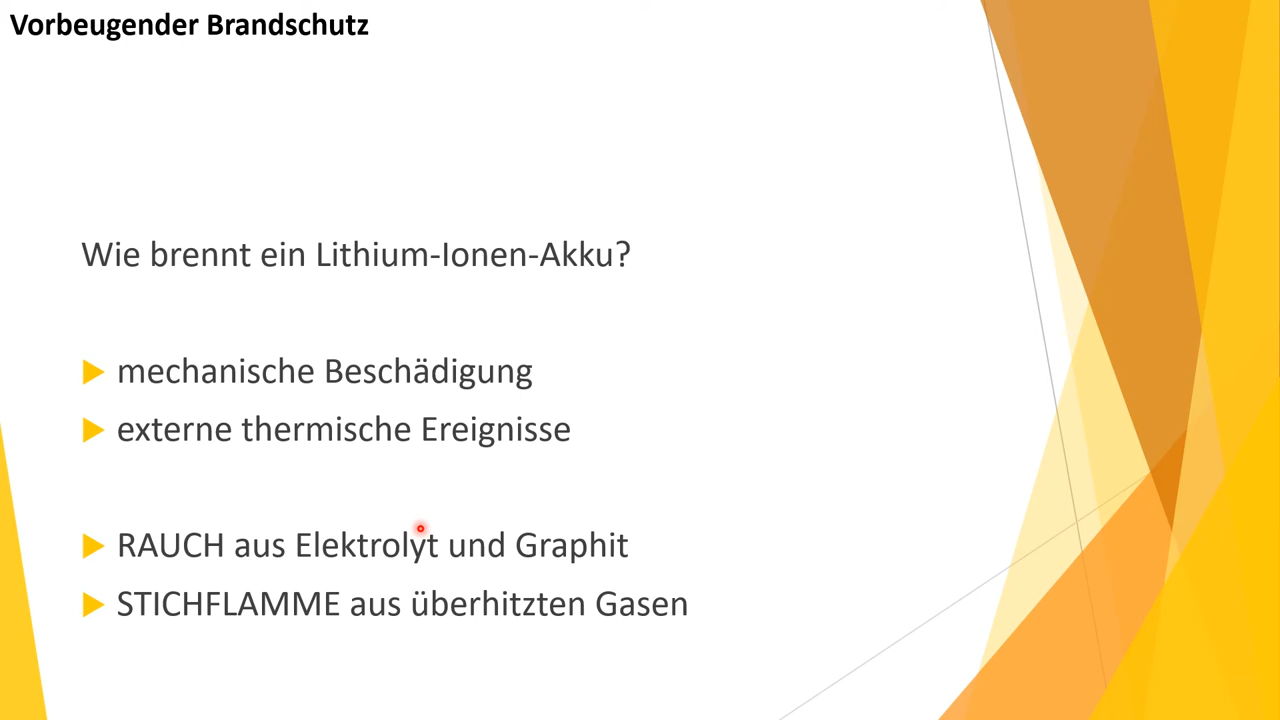 Vorbeugender Brandschutz
Wie brennt ein Lithium-Ionen-Akku?
mechanische Beschädigung
externe thermische Ereignisse
RAUCH aus Elektrolyt und Graphit
STICHFLAMME aus überhitzten Gasen